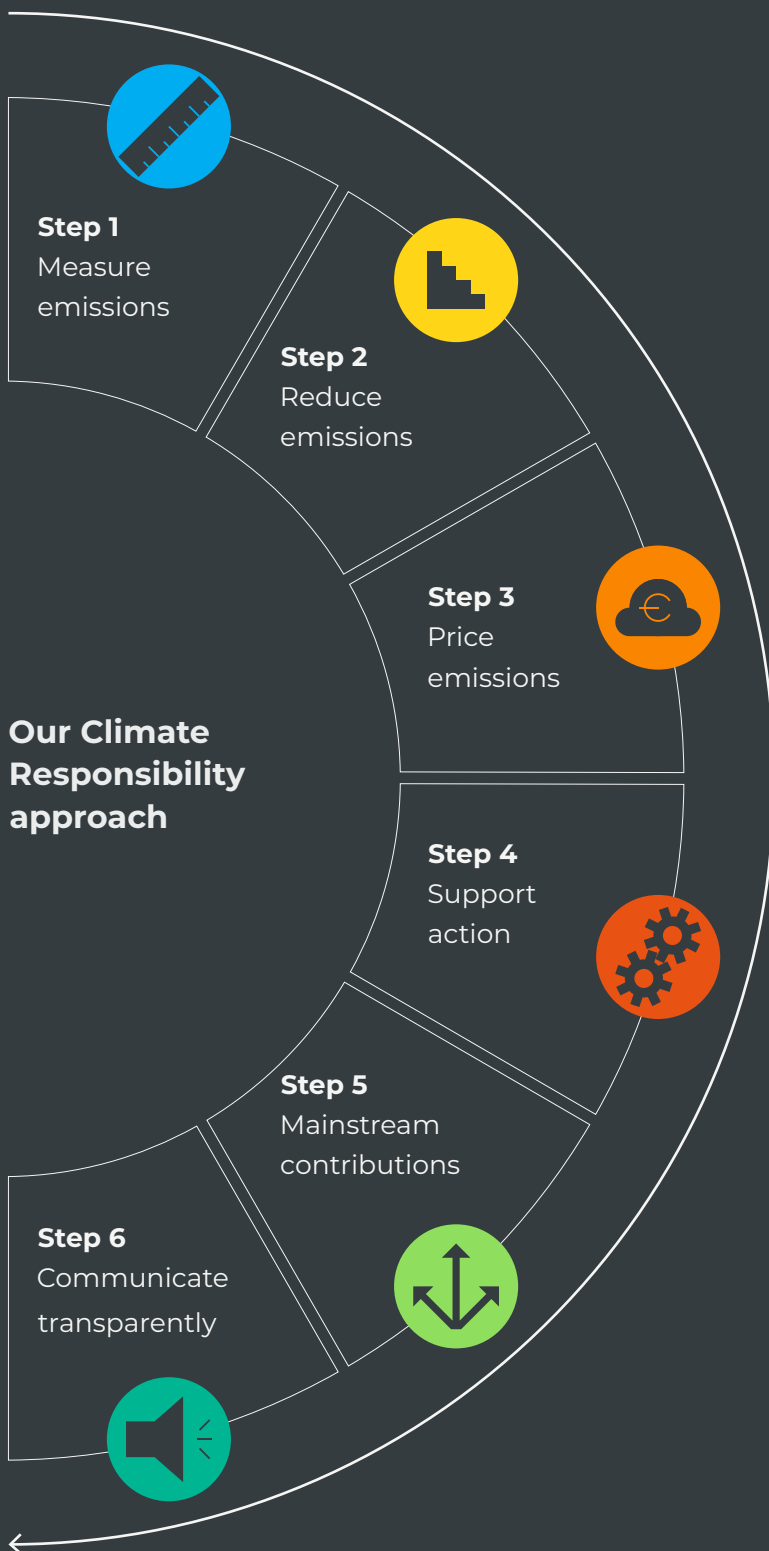 Step 1
Measure
emissions
Step 2
Reduce
emissions
Step 3
Price
emissions
Our Climate
Responsibility
approach
Step 4
Support
action
Step 5
Mainstream
contributions
Step 6
Communicate
transparently